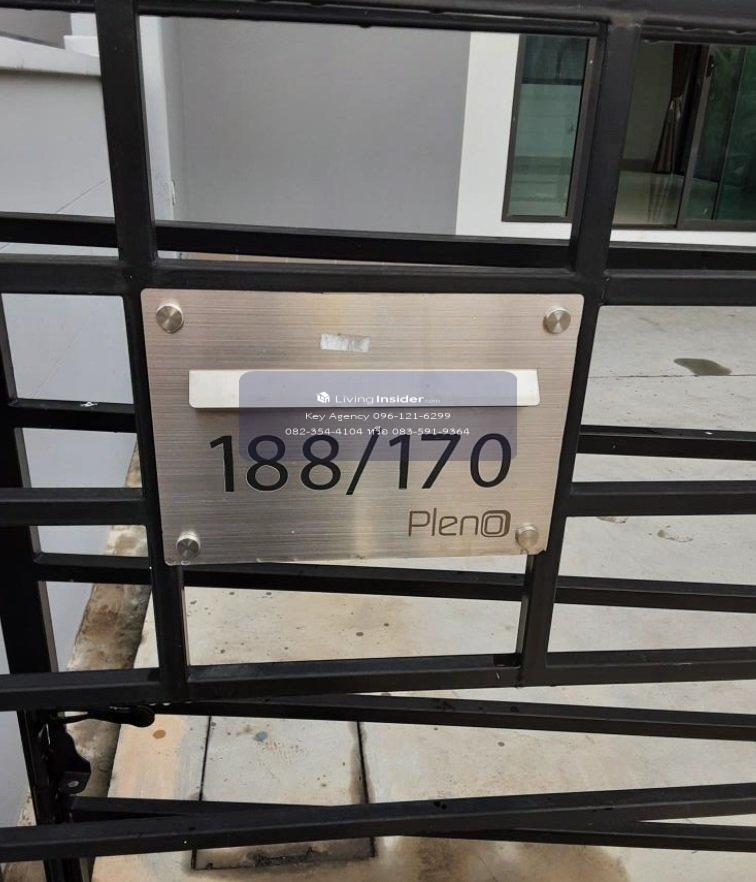 LivingInsider.com
Key Agency 096-121-6299
082-354-4104 หรือ 083-591-9364
188/170
Pleno